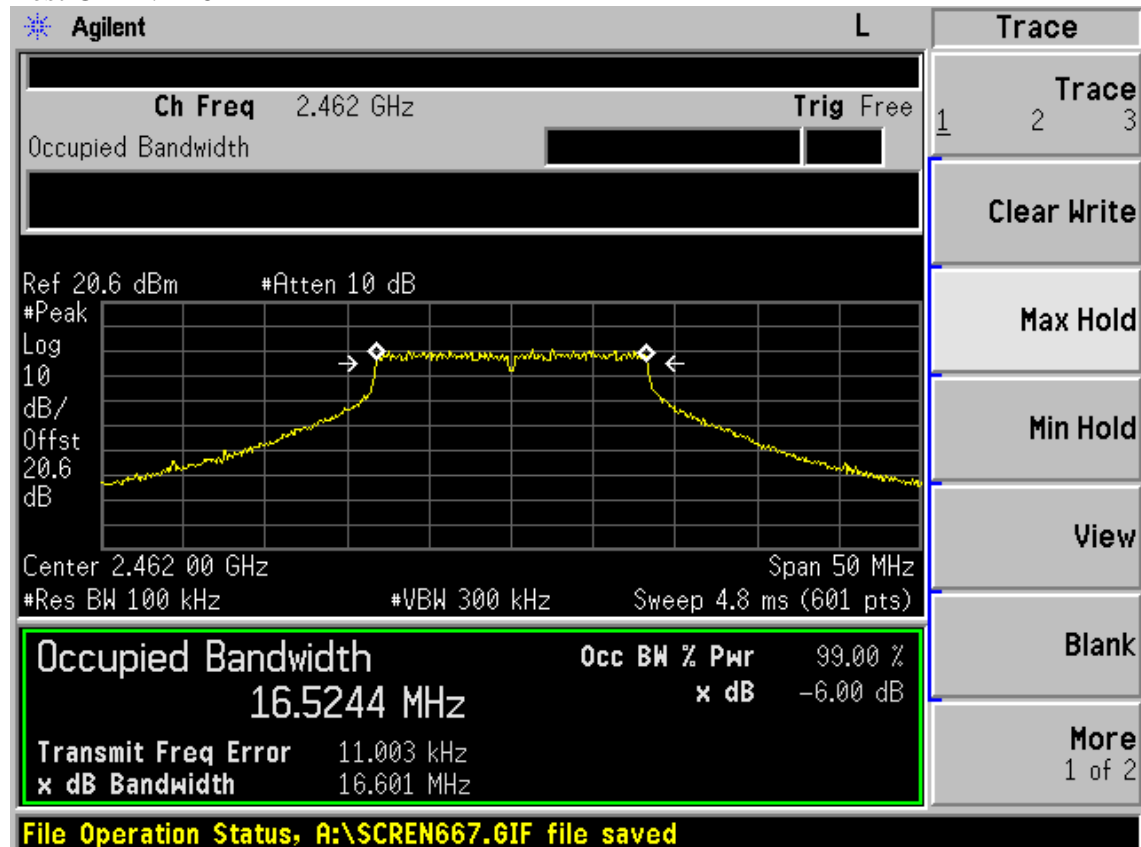 Agilent L Trace
Ch Freq 2.462 GHz Trig Free
Occupied Bandwidth
Trace
1 2 3
Clear Write
Ref 20.6 dBm #Atten 10 dB
#Peak
Log
10
dB/
Offst
20.6
dB
Max Hold
Min Hold
View
Center 2.462 00 GHz Span 50 MHz
#Res BW 100 kHz #VBW 300 kHz Sweep 4.8 ms (601 pts)
Occupied Bandwidth Occ BW % Pwr 99.00 %
16.5244 MHz x dB -6.00 dB
Transmit Freq Error 11.003 kHz
x dB Bandwidth 16.601 MHz
Blank
More
1 of 2
File Operation Status, A:\SCREN667.GIF file saved